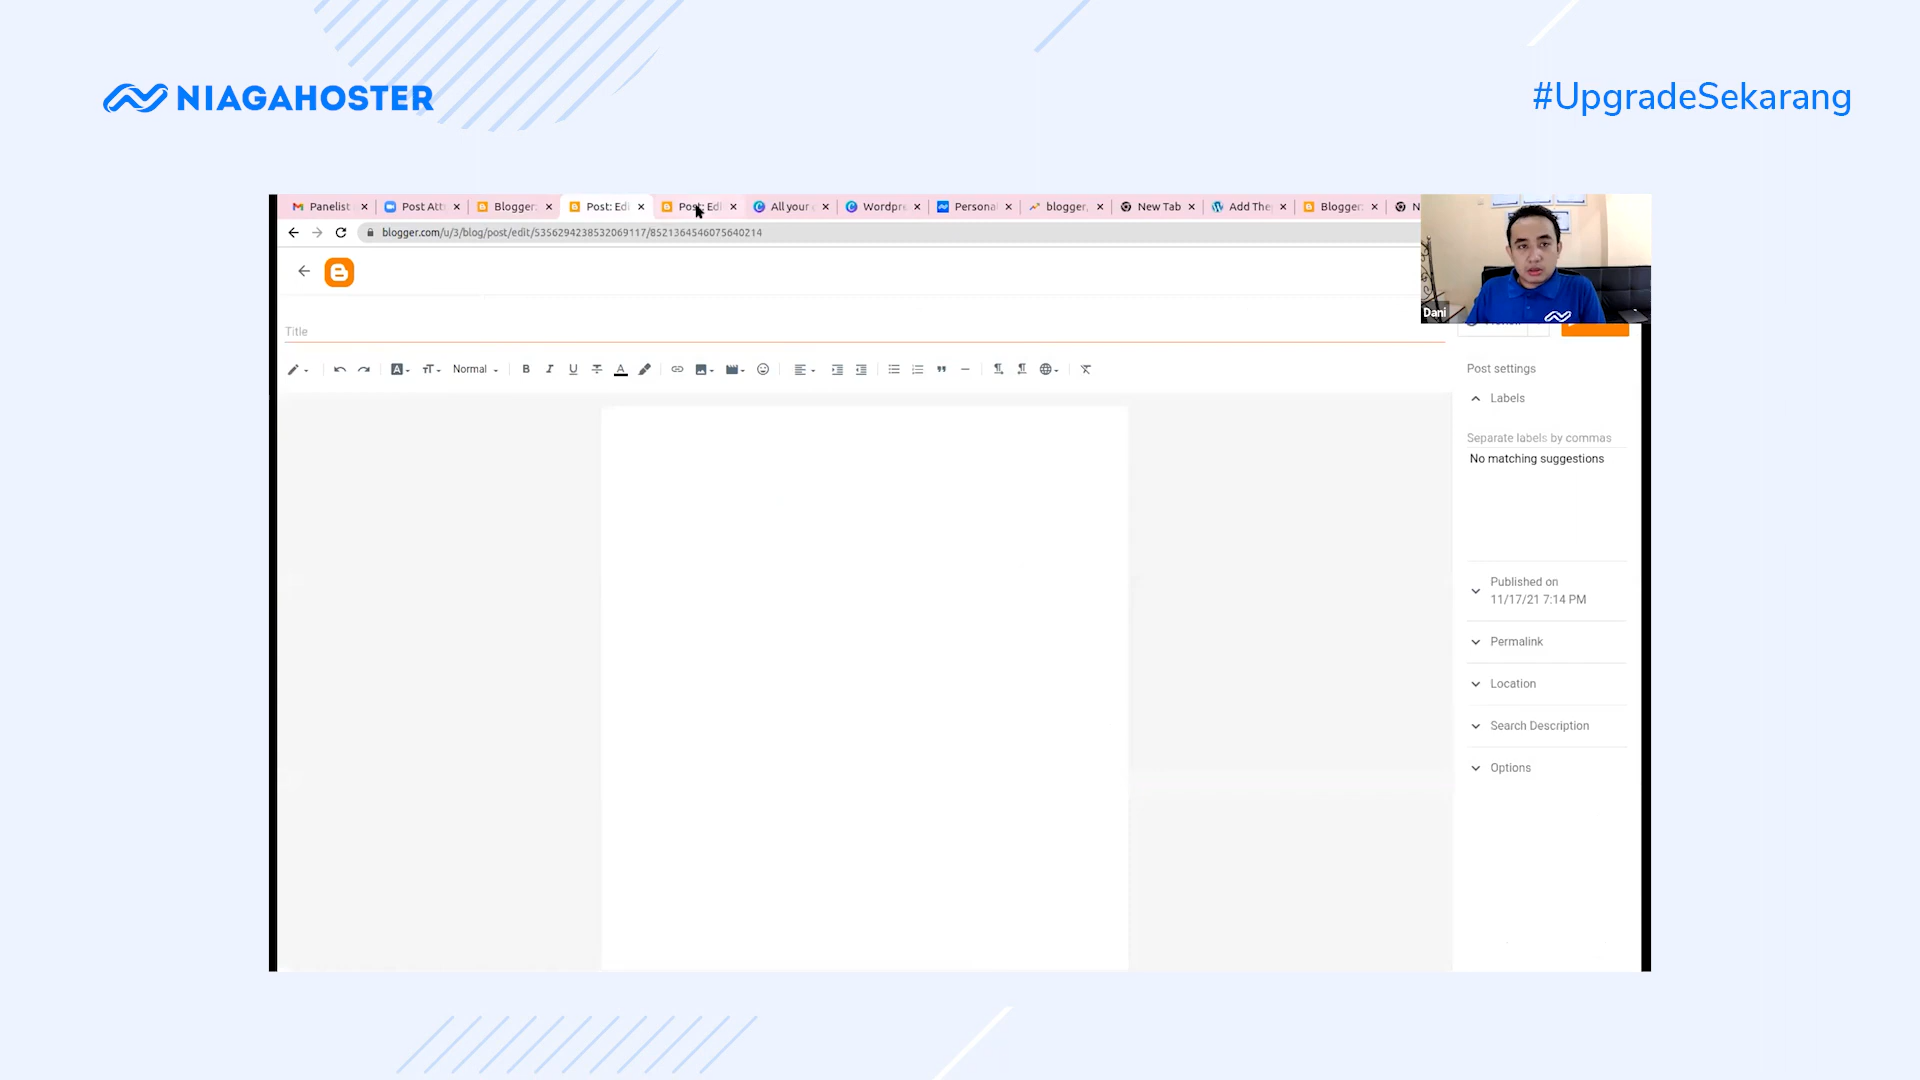 NIAGAHOSTER
#UpgradeSekarang
Panelist Post Att Blogger: Post: Edi Post: Edi All your Wordpre Persona blogger, New Tab Add The Blogger: N
blogger.com/u/3/blog/post/edit/5356294238532069117/8521364546075640214
Dani
Title
Normal
Post settings
Labels
Separate labels by commas
No matching suggestions
Published on
11/17/21 7:14 PM
Permalink
Location
Search Description
Options